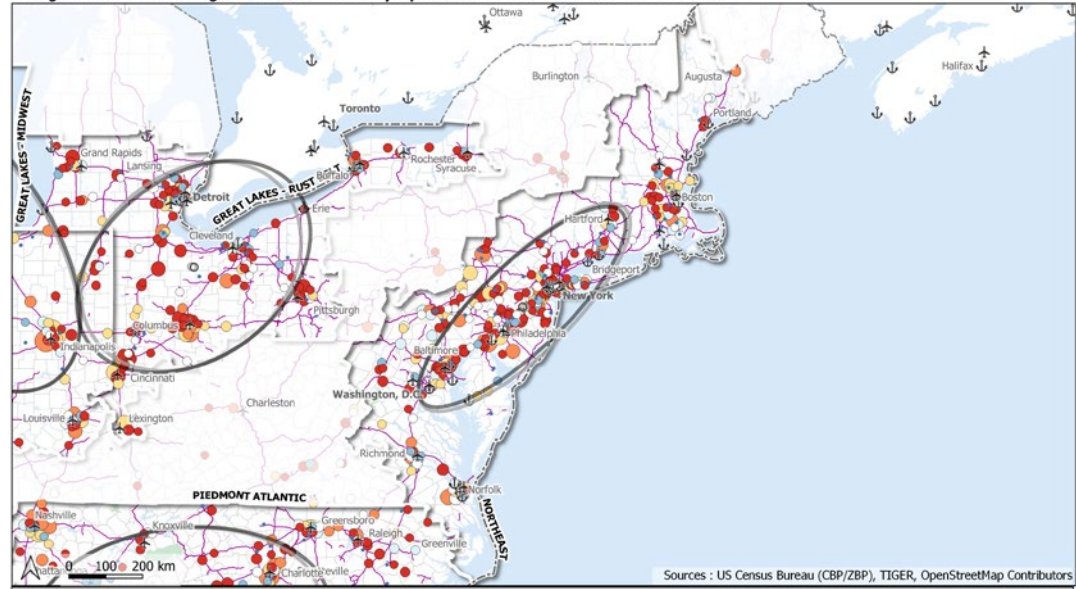 Ottawa
Halifax
Burlington
Augusta
Toronto
Portland
GREAT LAKES - MIDWEST
Grand Rapids
Lansing
Rochester
Syracuse
Buffalo
GREAT LAKES - RUST
Detroit
Boston
Erie
Hartford
Cleveland
Bridgeport
New York
Pittsburgh
Columbus
Philadelphia
Indianapolis
Baltimore
Cincinnati
Washington, D.C.
Charleston
Louisville
Lexington
Richmond
Norfolk
PIEDMONT ATLANTIC
NORTHEAST
Nashville
Knoxville
Greensboro
Raleigh
Greenville
0 100 200 km
Charlotte
Sources : US Census Bureau (CBP/ZBP), TIGER, OpenStreetMap Contributors